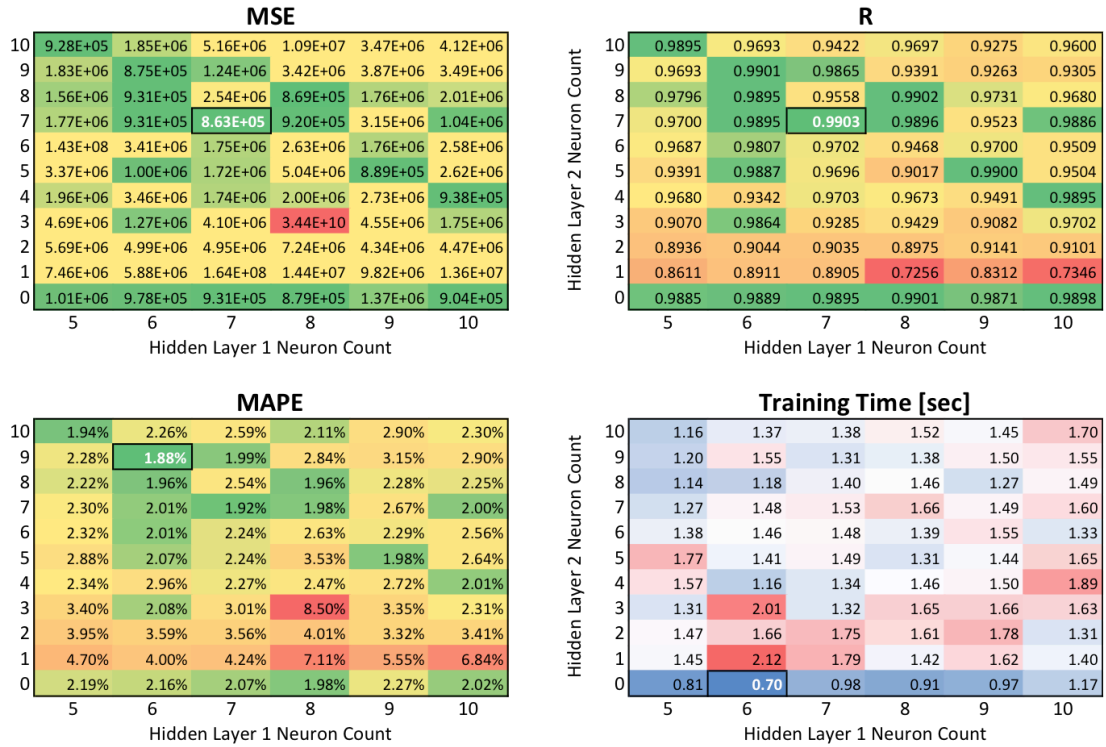 MSE
10 9.28E+05 1.85E+06 5.16E+06 1.09E+07 3.47E+06 4.12E+06
9 1.83E+06 8.75E+05 1.24E+06 3.42E+06 3.87E+06 3.49E+06
8 1.56E+06 9.31E+05 2.54E+06 8.69E+05 1.76E+06 2.01E+06
7 1.77E+06 9.31E+05 8.63E+05 9.20E+05 3.15E+06 1.04E+06
6 1.43E+08 3.41E+06 1.75E+06 2.63E+06 1.76E+06 2.58E+06
5 3.37E+06 1.00E+06 1.72E+06 5.04E+06 8.89E+05 2.62E+06
4 1.96E+06 3.46E+06 1.74E+06 2.00E+06 2.73E+06 9.38E+05
3 4.69E+06 1.27E+06 4.10E+06 3.44E+10 4.55E+06 1.75E+06
2 5.69E+06 4.99E+06 4.95E+06 7.24E+06 4.34E+06 4.47E+06
1 7.46E+06 5.88E+06 1.64E+08 1.44E+07 9.82E+06 1.36E+07
0 1.01E+06 9.78E+05 9.31E+05 8.79E+05 1.37E+06 9.04E+05
5 6 7 8 9 10
Hidden Layer 1 Neuron Count
R
Hidden Layer 2 Neuron Count
10 0.9895 0.9693 0.9422 0.9697 0.9275 0.9600
9 0.9693 0.9901 0.9865 0.9391 0.9263 0.9305
8 0.9796 0.9895 0.9558 0.9902 0.9731 0.9680
7 0.9700 0.9895 0.9903 0.9896 0.9523 0.9886
6 0.9687 0.9807 0.9702 0.9468 0.9700 0.9509
5 0.9391 0.9887 0.9696 0.9017 0.9900 0.9504
4 0.9680 0.9342 0.9703 0.9673 0.9491 0.9895
3 0.9070 0.9864 0.9285 0.9429 0.9082 0.9702
2 0.8936 0.9044 0.9035 0.8975 0.9141 0.9101
1 0.8611 0.8911 0.8905 0.7256 0.8312 0.7346
0 0.9885 0.9889 0.9895 0.9901 0.9871 0.9898
5 6 7 8 9 10
Hidden Layer 1 Neuron Count
MAPE
10 1.94% 2.26% 2.59% 2.11% 2.90% 2.30%
9 2.28% 1.88% 1.99% 2.84% 3.15% 2.90%
8 2.22% 1.96% 2.54% 1.96% 2.28% 2.25%
7 2.30% 2.01% 1.92% 1.98% 2.67% 2.00%
6 2.32% 2.01% 2.24% 2.63% 2.29% 2.56%
5 2.88% 2.07% 2.24% 3.53% 1.98% 2.64%
4 2.34% 2.96% 2.27% 2.47% 2.72% 2.01%
3 3.40% 2.08% 3.01% 8.50% 3.35% 2.31%
2 3.95% 3.59% 3.56% 4.01% 3.32% 3.41%
1 4.70% 4.00% 4.24% 7.11% 5.55% 6.84%
0 2.19% 2.16% 2.07% 1.98% 2.27% 2.02%
5 6 7 8 9 10
Hidden Layer 1 Neuron Count
Training Time [sec]
Hidden Layer 2 Neuron Count
10 1.16 1.37 1.38 1.52 1.45 1.70
9 1.20 1.55 1.31 1.38 1.50 1.55
8 1.14 1.18 1.40 1.46 1.27 1.49
7 1.27 1.48 1.53 1.66 1.49 1.60
6 1.38 1.46 1.48 1.39 1.55 1.33
5 1.77 1.41 1.49 1.31 1.44 1.65
4 1.57 1.16 1.34 1.46 1.50 1.89
3 1.31 2.01 1.32 1.65 1.66 1.63
2 1.47 1.66 1.75 1.61 1.78 1.31
1 1.45 2.12 1.79 1.42 1.62 1.40
0 0.81 0.70 0.98 0.91 0.97 1.17
5 6 7 8 9 10
Hidden Layer 1 Neuron Count